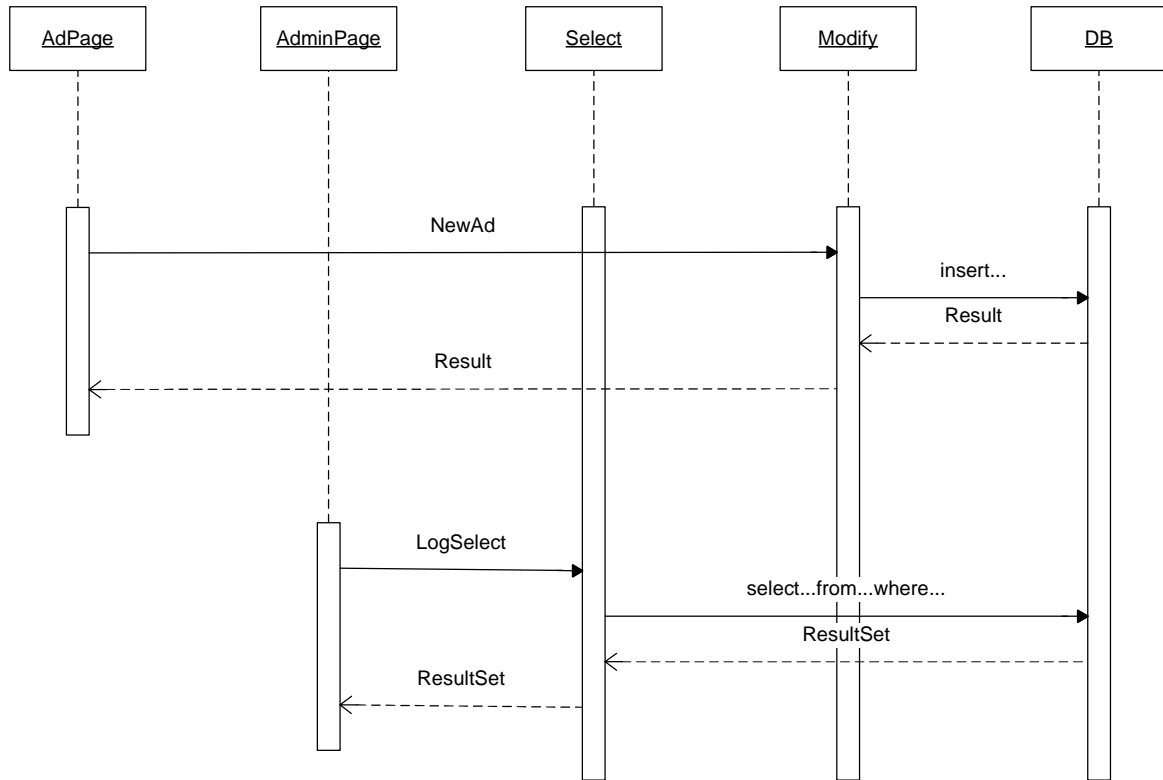 AdPage
AdminPage
Select
Modify
DB
NewAd
insert...
Result
Result
LogSelect
select...from...where...
ResultSet
ResultSet